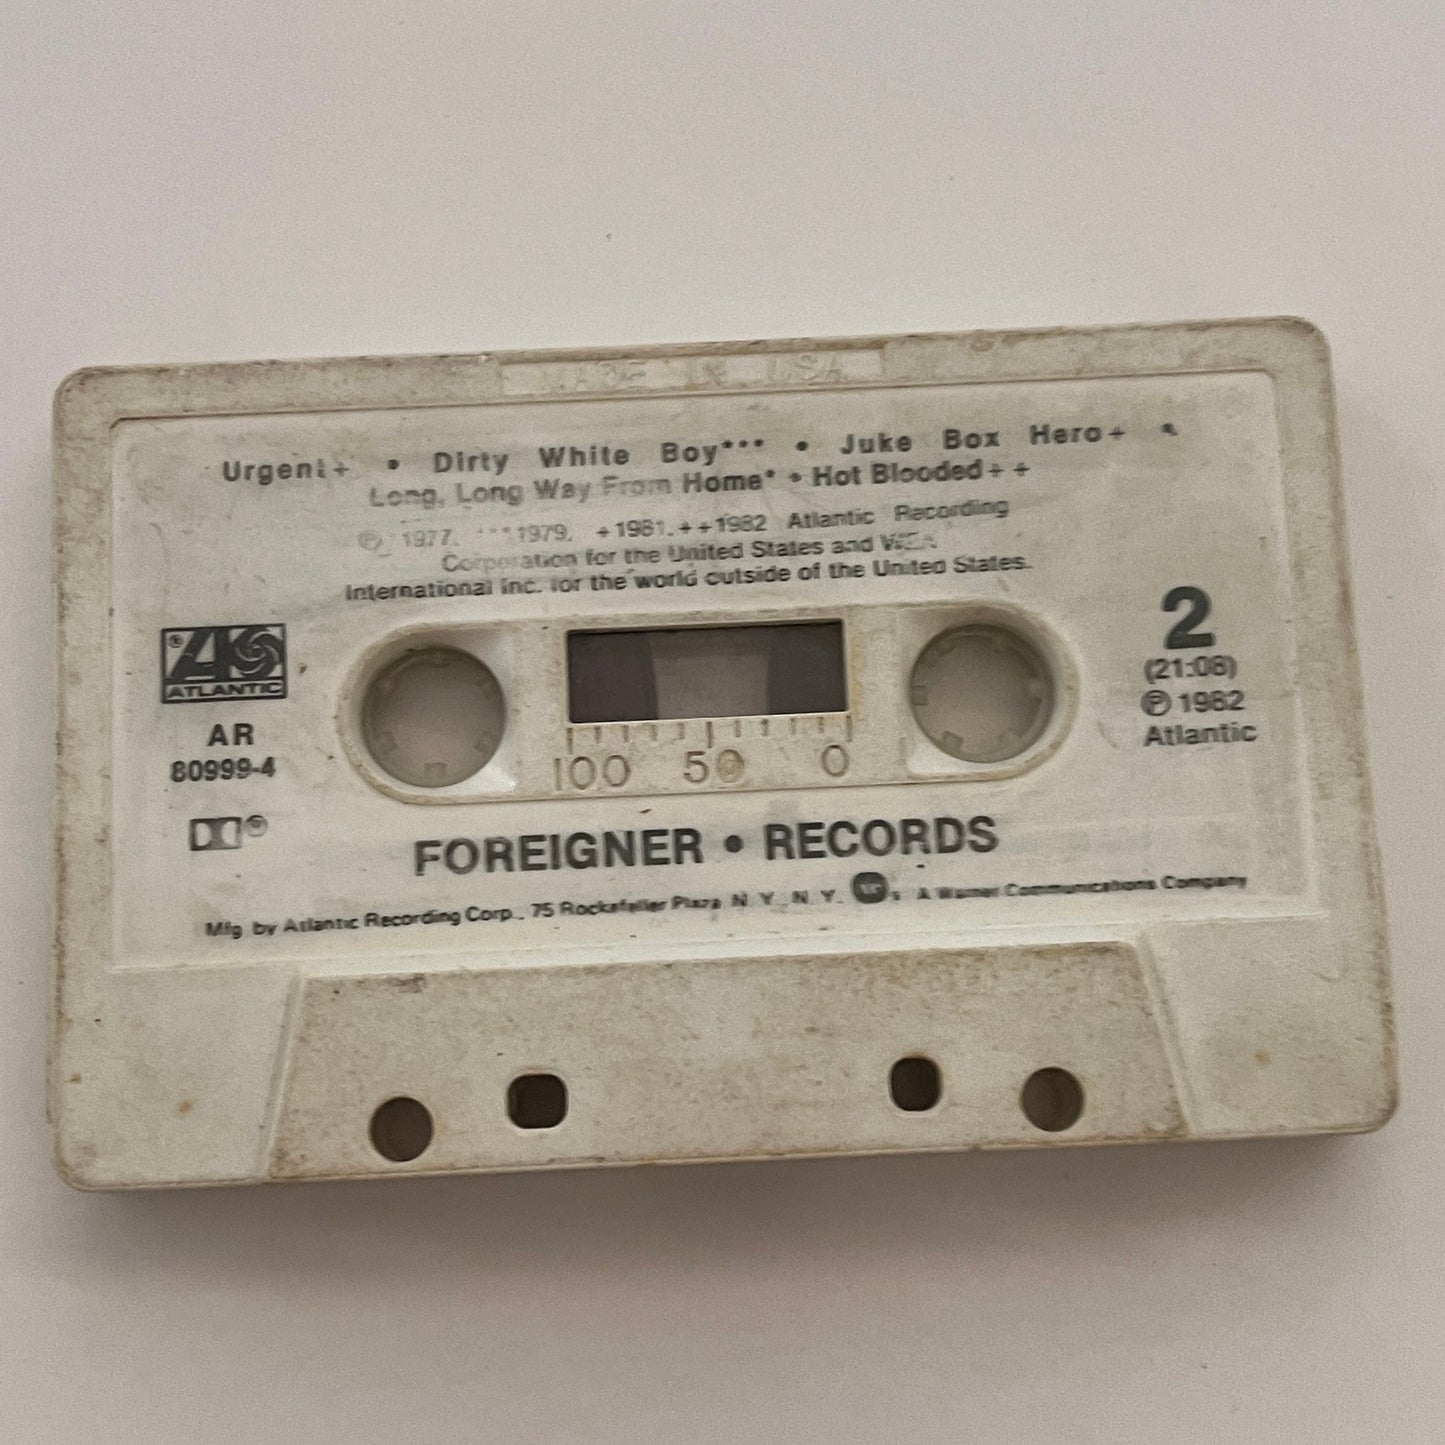 MADE IN USA
Urgent+ • Dirty White Boy*** • Juke Box Hero+ •
Long, Long Way From Home* • Hot Blooded++
℗ 1977. ***1979. +1981.++1982 Atlantic Recording
Corporation for the United States and WEA
International Inc. for the world outside of the United States.
ATLANTIC
AR
80999-4
2
(21:08)
℗ 1982
Atlantic
100 50 0
FOREIGNER • RECORDS
Mfg by Atlantic Recording Corp., 75 Rockefeller Plaza N.Y. N.Y. A Warner Communications Company